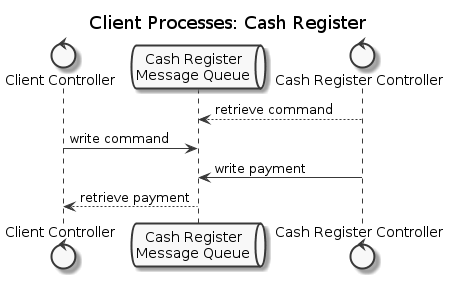 Client Processes: Cash Register
Client Controller
Cash Register
Message Queue
Cash Register Controller
retrieve command
write command
write payment
retrieve payment
Client Controller
Cash Register
Message Queue
Cash Register Controller